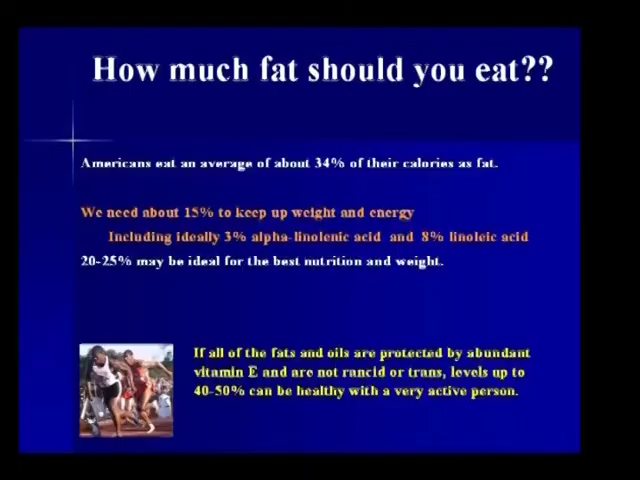 How much fat should you eat??
Americans eat an average of about 34% of their calories as fat.
We need about 15% to keep up weight and energy
Including ideally 3% alpha-linolenic acid and 8% linoleic acid
20-25% may be ideal for the best nutrition and weight.
If all of the fats and oils are protected by abundant
vitamin E and are not rancid or trans, levels up to
40-50% can be healthy with a very active person.